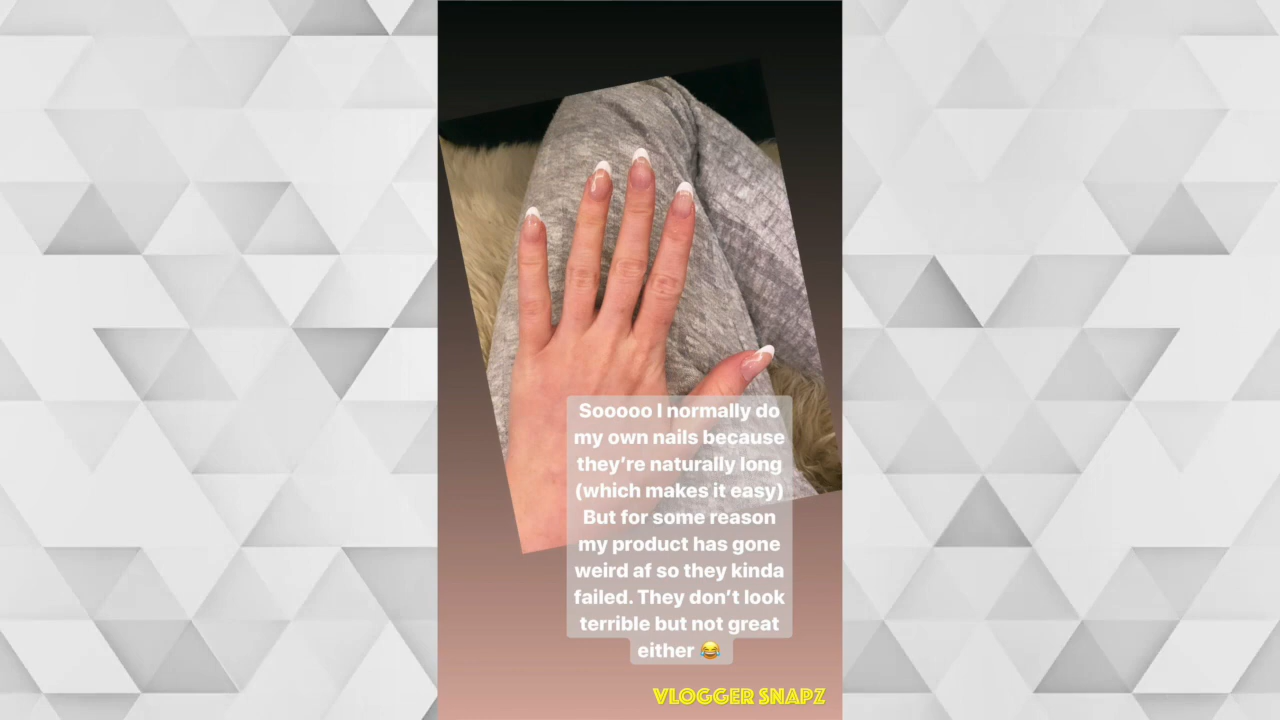 Sooooo I normally do
my own nails because
they’re naturally long
(which makes it easy)
But for some reason
my product has gone
weird af so they kinda
failed. They don’t look
terrible but not great
either 😂
VLOGGER SNAPZ